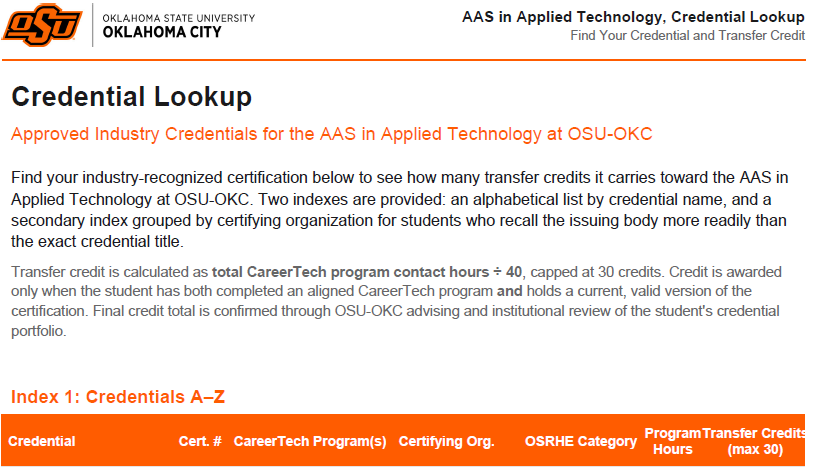 OSU
OKLAHOMA STATE UNIVERSITY
OKLAHOMA CITY
AAS in Applied Technology, Credential Lookup
Find Your Credential and Transfer Credit
Credential Lookup
Approved Industry Credentials for the AAS in Applied Technology at OSU-OKC
Find your industry-recognized certification below to see how many transfer credits it carries toward the AAS in
Applied Technology at OSU-OKC. Two indexes are provided: an alphabetical list by credential name, and a
secondary index grouped by certifying organization for students who recall the issuing body more readily than
the exact credential title.
Transfer credit is calculated as total CareerTech program contact hours ÷ 40, capped at 30 credits. Credit is awarded
only when the student has both completed an aligned CareerTech program and holds a current, valid version of the
certification. Final credit total is confirmed through OSU-OKC advising and institutional review of the student's credential
portfolio.
Index 1: Credentials A–Z
Credential Cert. # CareerTech Program(s) Certifying Org. OSRHE Category Program Hours Transfer Credits (max 30)